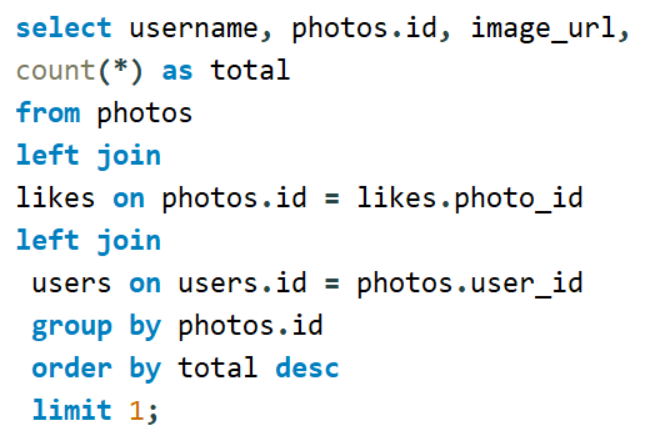 select username, photos.id, image_url,
count(*) as total
from photos
left join
likes on photos.id = likes.photo_id
left join
users on users.id = photos.user_id
group by photos.id
order by total desc
limit 1;